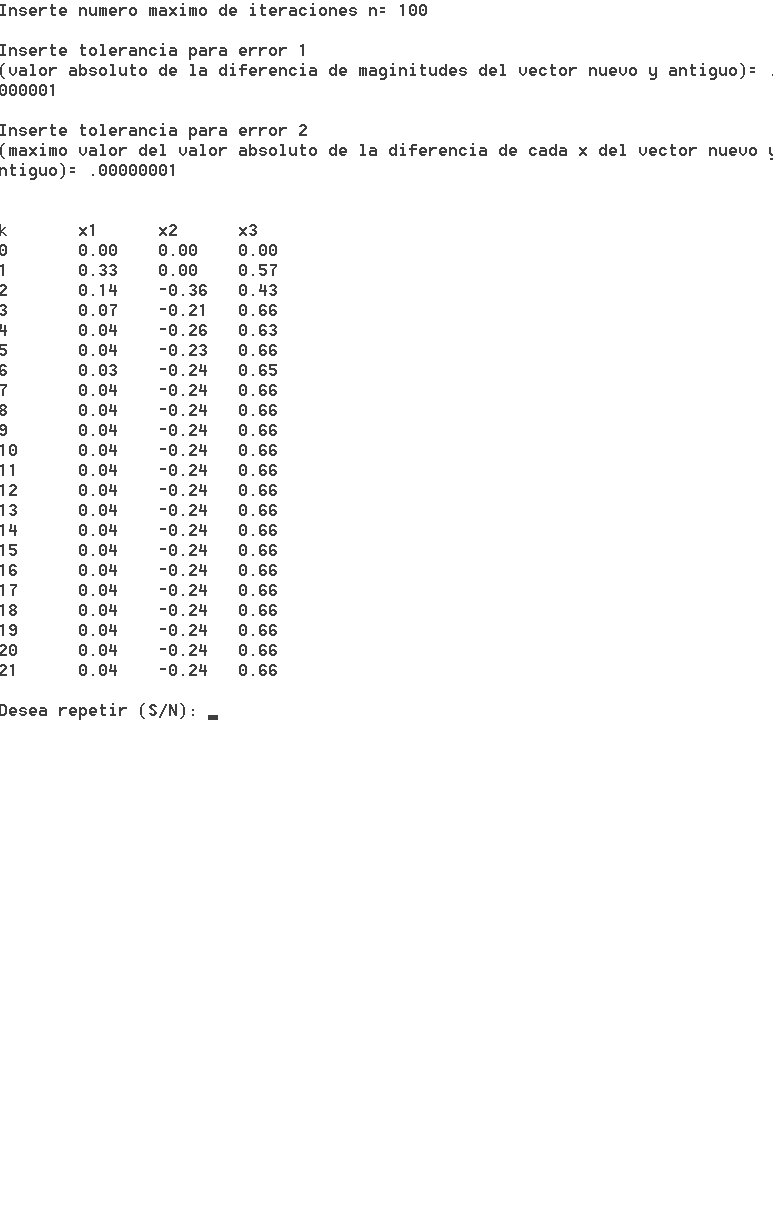 Inserte numero maximo de iteraciones n= 100
Inserte tolerancia para error 1
(valor absoluto de la diferencia de maginitudes del vector nuevo y antiguo)= .
000001
Inserte tolerancia para error 2
(maximo valor del valor absoluto de la diferencia de cada x del vector nuevo y
ntiguo)= .00000001
k x1 x2 x3
0 0.00 0.00 0.00
1 0.33 0.00 0.57
2 0.14 -0.36 0.43
3 0.07 -0.21 0.66
4 0.04 -0.26 0.63
5 0.04 -0.23 0.66
6 0.03 -0.24 0.65
7 0.04 -0.24 0.66
8 0.04 -0.24 0.66
9 0.04 -0.24 0.66
10 0.04 -0.24 0.66
11 0.04 -0.24 0.66
12 0.04 -0.24 0.66
13 0.04 -0.24 0.66
14 0.04 -0.24 0.66
15 0.04 -0.24 0.66
16 0.04 -0.24 0.66
17 0.04 -0.24 0.66
18 0.04 -0.24 0.66
19 0.04 -0.24 0.66
20 0.04 -0.24 0.66
21 0.04 -0.24 0.66
Desea repetir (S/N): _